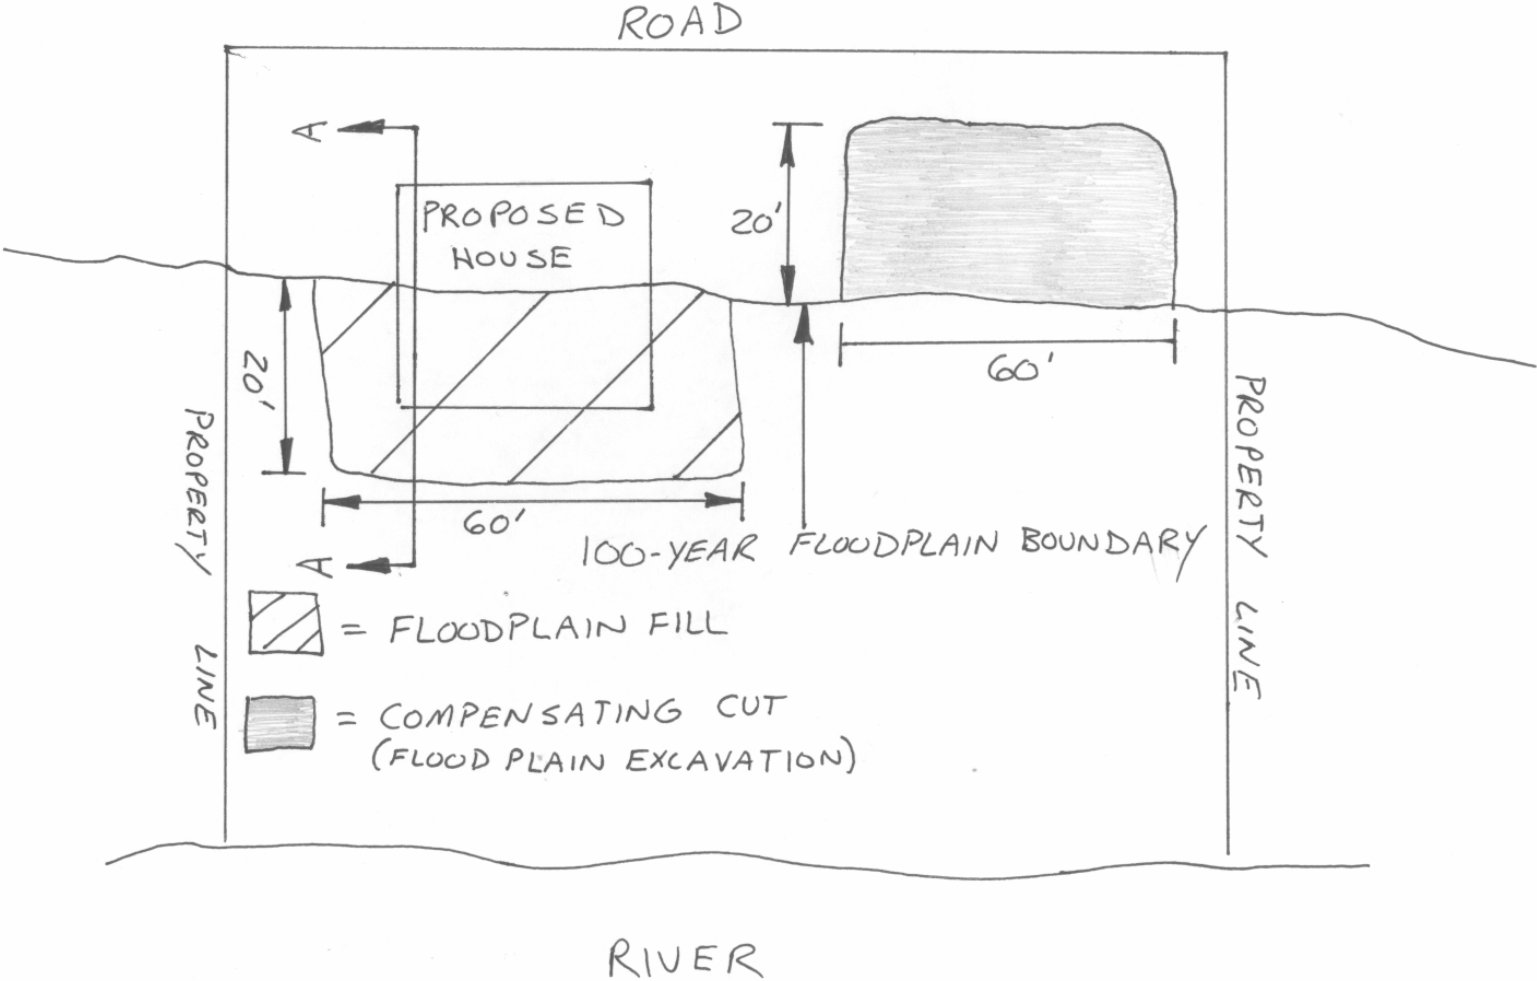 ROAD
A
PROPOSED
HOUSE
20'
20'
60'
60'
100-YEAR FLOODPLAIN BOUNDARY
A
PROPERTY LINE
PROPERTY LINE
= FLOODPLAIN FILL
= COMPENSATING CUT
(FLOOD PLAIN EXCAVATION)
RIVER